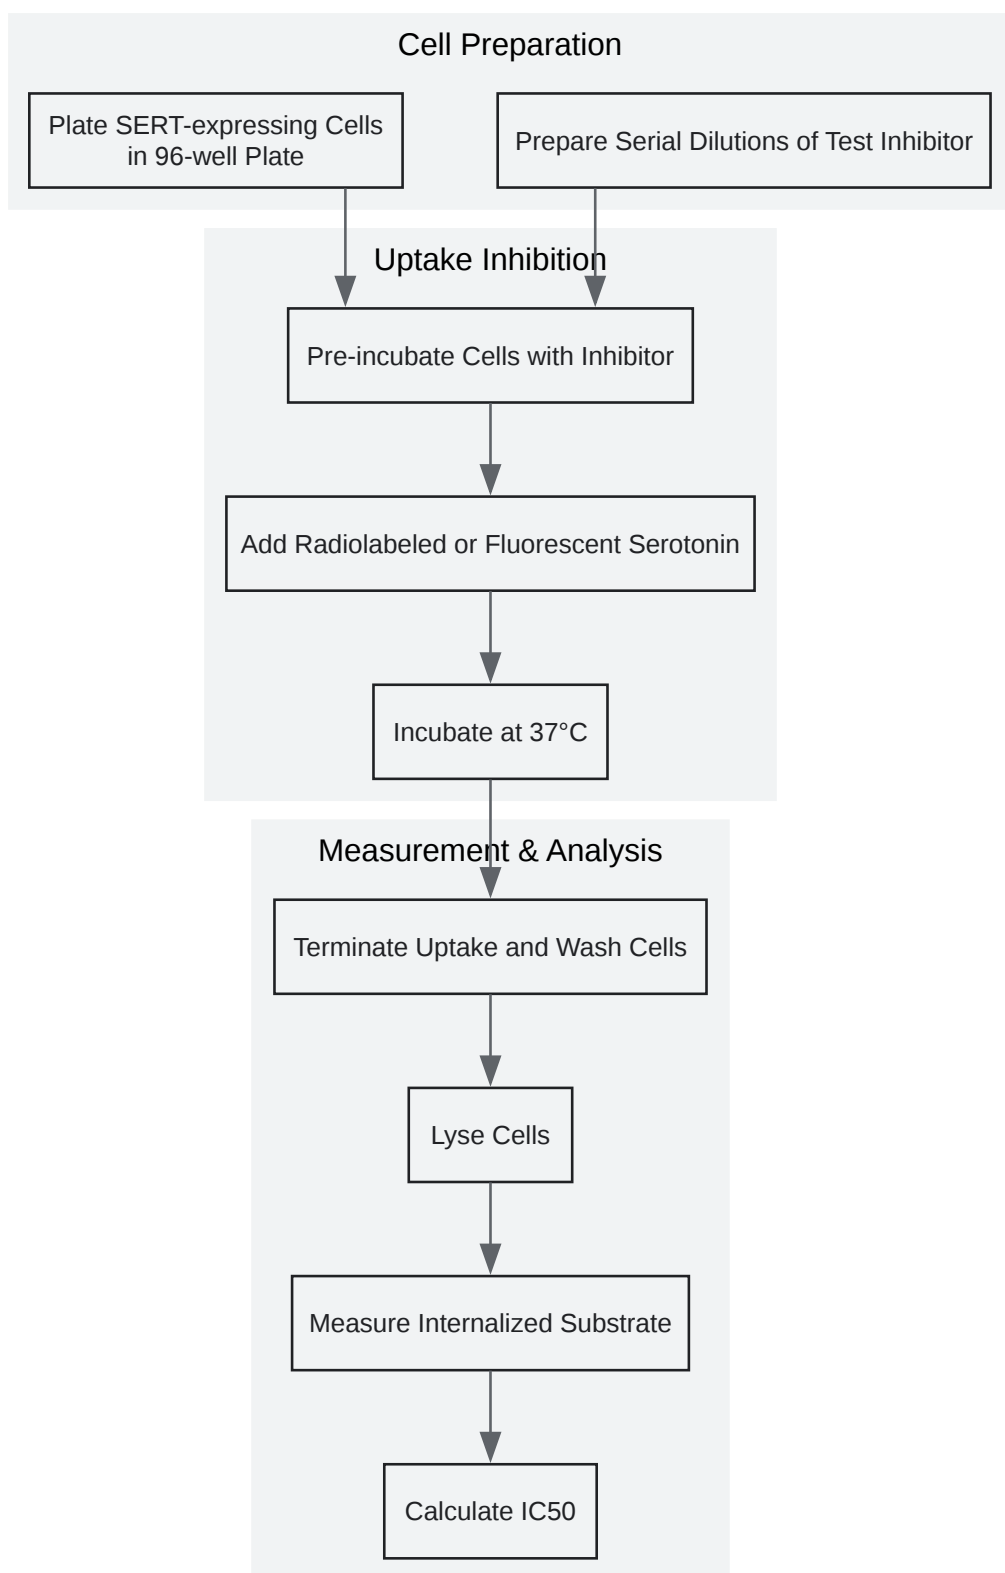 Cell Preparation
Plate SERT-expressing Cells
in 96-well Plate
Prepare Serial Dilutions of Test Inhibitor
Uptake Inhibition
Pre-incubate Cells with Inhibitor
Add Radiolabeled or Fluorescent Serotonin
Incubate at 37°C
Measurement & Analysis
Terminate Uptake and Wash Cells
Lyse Cells
Measure Internalized Substrate
Calculate IC50